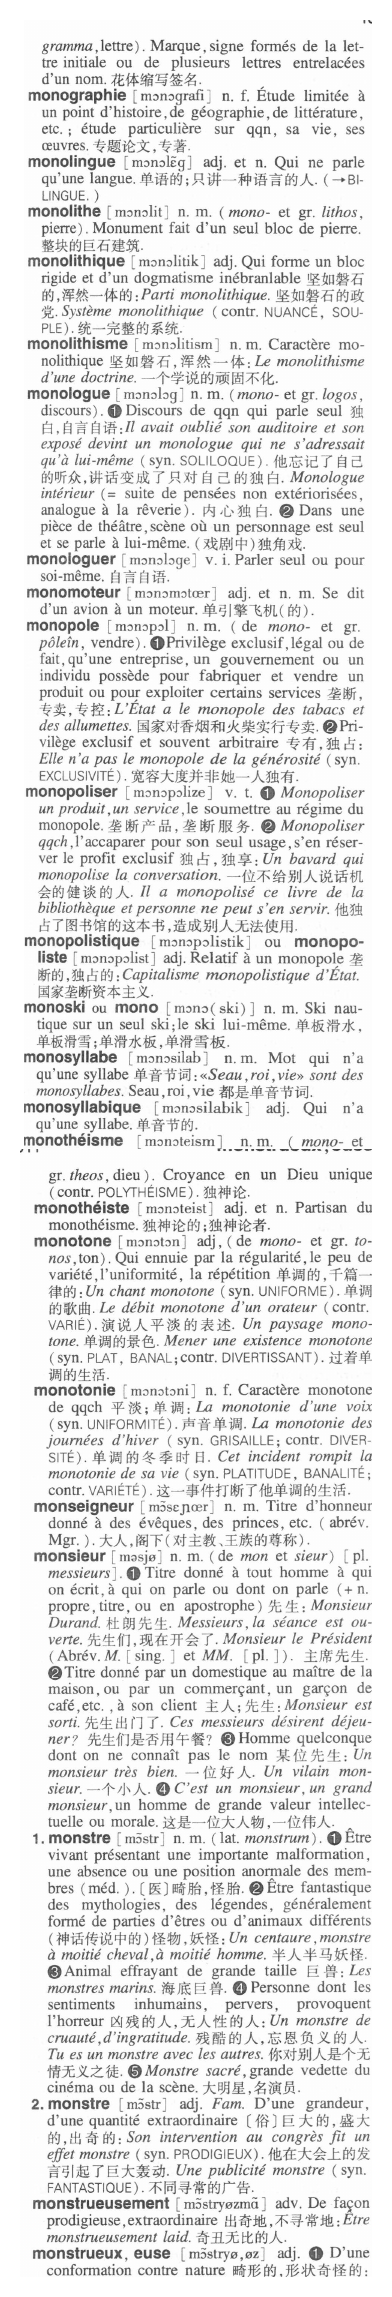 gramma,lettre). Marque,signe formés de la let-
tre initiale ou de plusieurs lettres entrelacées
d'un nom. 花体缩写签名.
monographie [mɔnɔgrafi] n. f. Étude limitée à
un point d'histoire,de géographie,de littérature,
etc.; étude particulière sur qqn, sa vie, ses
œuvres. 专题论文,专著.
monolingue [mɔnɔlɛ̃g] adj. et n. Qui ne parle
qu'une langue. 单语的;只讲一种语言的人. (→BI-
LINGUE.)
monolithe [mɔnɔlit] n. m. (mono- et gr. lithos,
pierre). Monument fait d'un seul bloc de pierre.
整块的巨石建筑.
monolithique [mɔnɔlitik] adj. Qui forme un bloc
rigide et d'un dogmatisme inébranlable 坚如磐石
的,浑然一体的:Parti monolithique. 坚如磐石的政
党. Système monolithique (contr. NUANCÉ, SOU-
PLE). 统一完整的系统.
monolithisme [mɔnɔlitism] n. m. Caractère mo-
nolithique 坚如磐石,浑然一体:Le monolithisme
d'une doctrine. 一个学说的顽固不化.
monologue [mɔnɔlɔg] n. m. (mono- et gr. logos,
discours). ❶ Discours de qqn qui parle seul 独
白,自言自语:Il avait oublié son auditoire et son
exposé devint un monologue qui ne s'adressait
qu'à lui-même (syn. SOLILOQUE). 他忘记了自己
的听众,讲话变成了只对自己的独白. Monologue
intérieur (= suite de pensées non extériorisées,
analogue à la rêverie). 内心独白. ❷ Dans une
pièce de théâtre,scène où un personnage est seul
et se parle à lui-même. (戏剧中)独角戏.
monologuer [mɔnɔlɔge] v. i. Parler seul ou pour
soi-même. 自言自语.
monomoteur [mɔnɔmɔtœr] adj. et n. m. Se dit
d'un avion à un moteur. 单引擎飞机(的).
monopole [mɔnɔpɔl] n. m. (de mono- et gr.
pôleîn, vendre). ❶Privilège exclusif,légal ou de
fait,qu'une entreprise, un gouvernement ou un
individu possède pour fabriquer et vendre un
produit ou pour exploiter certains services 垄断,
专卖,专控:L'État a le monopole des tabacs et
des allumettes. 国家对香烟和火柴实行专卖. ❷Pri-
vilège exclusif et souvent arbitraire 专有,独占:
Elle n'a pas le monopole de la générosité (syn.
EXCLUSIVITÉ). 宽容大度并非她一人独有.
monopoliser [mɔnɔpɔlize] v. t. ❶ Monopoliser
un produit,un service,le soumettre au régime du
monopole. 垄断产品,垄断服务. ❷ Monopoliser
qqch,l'accaparer pour son seul usage,s'en réser-
ver le profit exclusif 独占,独享:Un bavard qui
monopolise la conversation. 一位不给别人说话机
会的健谈的人. Il a monopolisé ce livre de la
bibliothèque et personne ne peut s'en servir. 他独
占了图书馆的这本书,造成别人无法使用.
monopolistique [mɔnɔpɔlistik] ou monopo-
liste [mɔnɔpɔlist] adj. Relatif à un monopole 垄
断的,独占的:Capitalisme monopolistique d'État.
国家垄断资本主义.
monoski ou mono [mɔnɔ(ski)] n. m. Ski nau-
tique sur un seul ski;le ski lui-même. 单板滑水,
单板滑雪;单滑水板,单滑雪板.
monosyllabe [mɔnɔsilab] n.m. Mot qui n'a
qu'une syllabe 单音节词:«Seau,roi,vie» sont des
monosyllabes. Seau,roi,vie 都是单音节词.
monosyllabique [mɔnɔsilabik] adj. Qui n'a
qu'une syllabe. 单音节的.
monothéisme [mɔnɔteism] n.m. (mono- et
gr. theos, dieu). Croyance en un Dieu unique
(contr. POLYTHÉISME). 独神论.
monothéiste [mɔnɔteist] adj. et n. Partisan du
monothéisme. 独神论的;独神论者.
monotone [mɔnɔtɔn] adj, (de mono- et gr. to-
nos,ton). Qui ennuie par la régularité,le peu de
variété,l'uniformité, la répétition 单调的,千篇一
律的:Un chant monotone (syn. UNIFORME). 单调
的歌曲. Le débit monotone d'un orateur (contr.
VARIÉ). 演说人平淡的表述. Un paysage mono-
tone. 单调的景色. Mener une existence monotone
(syn. PLAT, BANAL;contr. DIVERTISSANT). 过着单
调的生活.
monotonie [mɔnɔtɔni] n. f. Caractère monotone
de qqch 平淡;单调: La monotonie d'une voix
(syn. UNIFORMITÉ). 声音单调. La monotonie des
journées d'hiver (syn. GRISAILLE; contr. DIVER-
SITÉ). 单调的冬季时日. Cet incident rompit la
monotonie de sa vie (syn. PLATITUDE, BANALITÉ;
contr. VARIÉTÉ). 这一事件打断了他单调的生活.
monseigneur [mɔ̃sɛɲœr] n. m. Titre d'honneur
donné à des évêques, des princes, etc. (abrév.
Mgr.). 大人,阁下(对主教、王族的尊称).
monsieur [məsjø] n. m. (de mon et sieur) [pl.
messieurs]. ❶ Titre donné à tout homme à qui
on écrit,à qui on parle ou dont on parle (+ n.
propre,titre, ou en apostrophe) 先生: Monsieur
Durand. 杜朗先生. Messieurs,la séance est ou-
verte. 先生们,现在开会了. Monsieur le Président
(Abrév. M. [sing.] et MM. [pl.]). 主席先生.
❷Titre donné par un domestique au maître de la
maison, ou par un commerçant, un garçon de
café,etc., à son client 主人;先生:Monsieur est
sorti. 先生出门了. Ces messieurs désirent déjeu-
ner? 先生们是否用午餐? ❸ Homme quelconque
dont on ne connaît pas le nom 某位先生: Un
monsieur très bien. 一位好人. Un vilain mon-
sieur. 一个小人. ❹ C'est un monsieur, un grand
monsieur,un homme de grande valeur intellec-
tuelle ou morale. 这是一位大人物,一位伟人.
1. monstre [mɔ̃str] n. m. (lat. monstrum). ❶ Être
vivant présentant une importante malformation,
une absence ou une position anormale des mem-
bres (méd.). 〔医〕畸胎,怪胎. ❷ Être fantastique
des mythologies, des légendes, généralement
formé de parties d'êtres ou d'animaux différents
(神话传说中的)怪物,妖怪:Un centaure,monstre
à moitié cheval,à moitié homme. 半人半马妖怪.
❸Animal effrayant de grande taille 巨兽: Les
monstres marins. 海底巨兽. ❹ Personne dont les
sentiments inhumains, pervers, provoquent
l'horreur 凶残的人,无人性的人:Un monstre de
cruauté,d'ingratitude. 残酷的人,忘恩负义的人.
Tu es un monstre avec les autres. 你对别人是个无
情无义之徒. ❺ Monstre sacré,grande vedette du
cinéma ou de la scène. 大明星,名演员.
2. monstre [mɔ̃str] adj. Fam. D'une grandeur,
d'une quantité extraordinaire 〔俗〕巨大的,盛大
的,出奇的: Son intervention au congrès fit un
effet monstre (syn. PRODIGIEUX). 他在大会上的发
言引起了巨大轰动. Une publicité monstre (syn.
FANTASTIQUE). 不同寻常的广告.
monstrueusement [mɔ̃stryøzmɑ̃] adv. De façon
prodigieuse,extraordinaire 出奇地,不寻常地:Être
monstrueusement laid. 奇丑无比的人.
monstrueux, euse [mɔ̃stryø,øz] adj. ❶ D'une
conformation contre nature 畸形的,形状奇怪的: